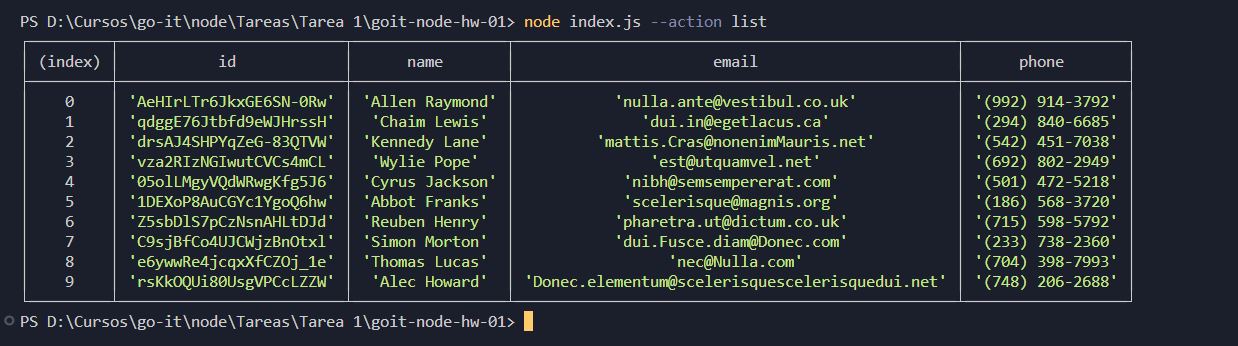 PS D:\Cursos\go-it\node\Tareas\Tarea 1\goit-node-hw-01> node index.js --action list
(index) id name email phone
0 'AeHIrLTr6JkxGE6SN-0Rw' 'Allen Raymond' 'nulla.ante@vestibul.co.uk' '(992) 914-3792'
1 'qdggE76Jtbfd9eWJHrssH' 'Chaim Lewis' 'dui.in@egetlacus.ca' '(294) 840-6685'
2 'drsAJ4SHPYqZeG-83QTVW' 'Kennedy Lane' 'mattis.Cras@nonenimMauris.net' '(542) 451-7038'
3 'vza2RIzNGIwutCVCs4mCL' 'Wylie Pope' 'est@utquamvel.net' '(692) 802-2949'
4 '05olLMgyVQdWRwgKfg5J6' 'Cyrus Jackson' 'nibh@semsempererat.com' '(501) 472-5218'
5 '1DEXoP8AuCGYc1YgoQ6hw' 'Abbot Franks' 'scelerisque@magnis.org' '(186) 568-3720'
6 'Z5sbDlS7pCzNsnAHLtDJd' 'Reuben Henry' 'pharetra.ut@dictum.co.uk' '(715) 598-5792'
7 'C9sjBfCo4UJCWjzBnOtxl' 'Simon Morton' 'dui.Fusce.diam@Donec.com' '(233) 738-2360'
8 'e6ywwRe4jcqxXfCZOj_1e' 'Thomas Lucas' 'nec@Nulla.com' '(704) 398-7993'
9 'rsKkOQUi80UsgVPCcLZZW' 'Alec Howard' 'Donec.elementum@scelerisquescelerisquedui.net' '(748) 206-2688'
PS D:\Cursos\go-it\node\Tareas\Tarea 1\goit-node-hw-01>